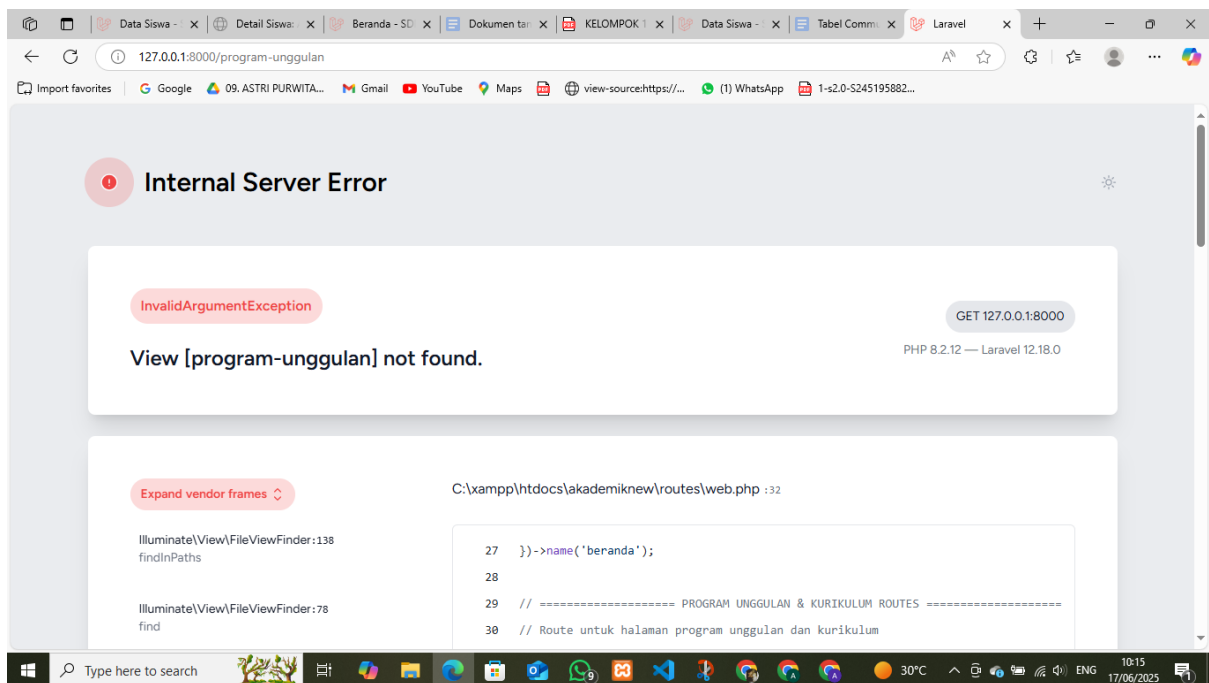 Data Siswa -
Detail Siswa:
Beranda - SD
Dokumen tan
KELOMPOK 1
Data Siswa -
Tabel Commu
Laravel
127.0.0.1:8000/program-unggulan
Import favorites
Google
09. ASTRI PURWITA...
Gmail
YouTube
Maps
view-source:https://...
(1) WhatsApp
1-s2.0-S245195882...
Internal Server Error
InvalidArgumentException
GET 127.0.0.1:8000
View [program-unggulan] not found.
PHP 8.2.12 — Laravel 12.18.0
Expand vendor frames
C:\xampp\htdocs\akademiknew\routes\web.php :32
Illuminate\View\FileViewFinder:138
findInPaths
Illuminate\View\FileViewFinder:78
find
27 })->name('beranda');
28
29 // ==================== PROGRAM UNGGULAN & KURIKULUM ROUTES ====================
30 // Route untuk halaman program unggulan dan kurikulum
Type here to search
9
30°C
ENG
10:15
17/06/2025
1